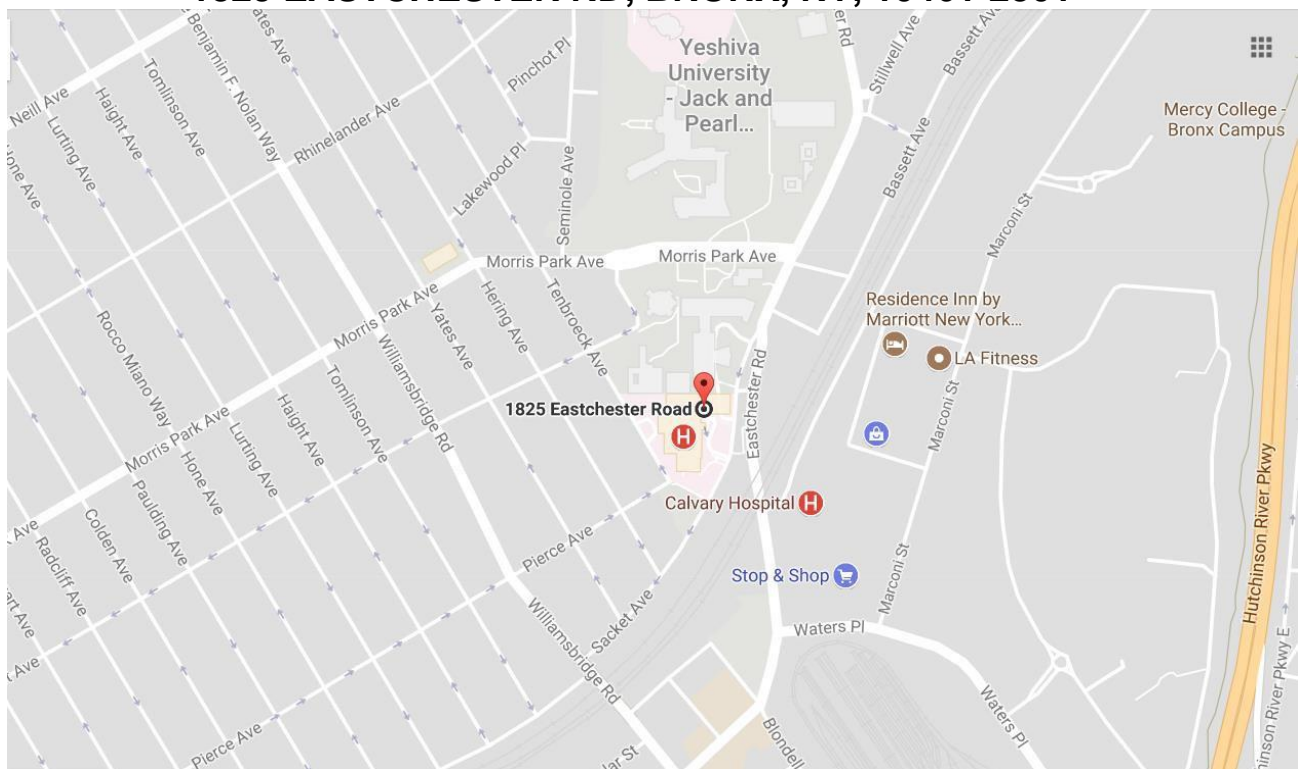 Yeshiva
University
- Jack and
Pearl...
Mercy College -
Bronx Campus
Neill Ave
Haight Ave
Tomlinson Ave
Benjamin F. Nolan Way
Yates Ave
Pinchot Pl
Stillwell Ave
Bassett Ave
Lurting Ave
Hone Ave
Rhinelander Ave
Lakewood Pl
Seminole Ave
Bassett Ave
Marconi St
Morris Park Ave
Morris Park Ave
Residence Inn by
Marriott New York...
LA Fitness
Morris Park Ave
Yates Ave
Hering Ave
Tenbroeck Ave
Rocco Miano Way
Williamsbridge Rd
1825 Eastchester Road
H
Eastchester Rd
Marconi St
Hutchinson River Pkwy
Morris Park Ave
Haight Ave
Tomlinson Ave
Lurting Ave
Hone Ave
Paulding Ave
Colden Ave
Radcliff Ave
Calvary Hospital H
Pierce Ave
Stop & Shop
Marconi St
Sacket Ave
Waters Pl
Williamsbridge Rd
Waters Pl
Pierce Ave
Blondell